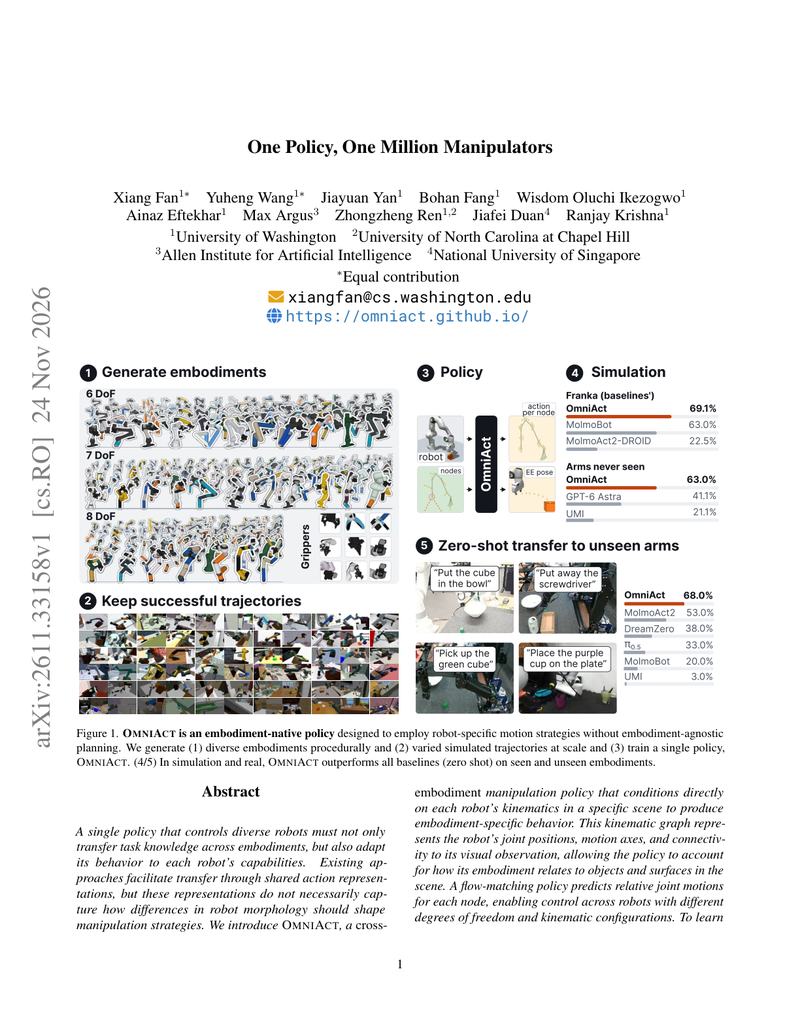 One Policy, One Million Manipulators
Xiang Fan1* Yuheng Wang1* Jiayuan Yan1 Bohan Fang1 Wisdom Oluchi Ikezogwo1
Ainaz Eftekhar1 Max Argus3 Zhongzheng Ren1,2 Jiafei Duan4 Ranjay Krishna1
1University of Washington 2University of North Carolina at Chapel Hill
3Allen Institute for Artificial Intelligence 4National University of Singapore
*Equal contribution
xiangfan@cs.washington.edu
https://omniact.github.io/
arXiv:2611.33158v1 [cs.RO] 24 Nov 2026
1 Generate embodiments
6 DoF
7 DoF
8 DoF
Grippers
2 Keep successful trajectories
3 Policy
robot
nodes
OmniAct
action
per node
EE pose
4 Simulation
Franka (baselines')
OmniAct 69.1%
MolmoBot 63.0%
MolmoAct2-DROID 22.5%
Arms never seen
OmniAct 63.0%
GPT-6 Astra 41.1%
UMI 21.1%
5 Zero-shot transfer to unseen arms
"Put the cube
in the bowl"
"Put away the
screwdriver"
"Pick up the
green cube"
"Place the purple
cup on the plate"
OmniAct 68.0%
MolmoAct2 53.0%
DreamZero 38.0%
π0.5 33.0%
MolmoBot 20.0%
UMI 3.0%
Figure 1. OMNIACT is an embodiment-native policy designed to employ robot-specific motion strategies without embodiment-agnostic
planning. We generate (1) diverse embodiments procedurally and (2) varied simulated trajectories at scale and (3) train a single policy,
OMNIACT. (4/5) In simulation and real, OMNIACT outperforms all baselines (zero shot) on seen and unseen embodiments.
Abstract
A single policy that controls diverse robots must not only
transfer task knowledge across embodiments, but also adapt
its behavior to each robot's capabilities. Existing ap-
proaches facilitate transfer through shared action represen-
tations, but these representations do not necessarily cap-
ture how differences in robot morphology should shape
manipulation strategies. We introduce OMNIACT, a cross-
embodiment manipulation policy that conditions directly
on each robot's kinematics in a specific scene to produce
embodiment-specific behavior. This kinematic graph repre-
sents the robot's joint positions, motion axes, and connectiv-
ity to its visual observation, allowing the policy to account
for how its embodiment relates to objects and surfaces in the
scene. A flow-matching policy predicts relative joint motions
for each node, enabling control across robots with different
degrees of freedom and kinematic configurations. To learn
1